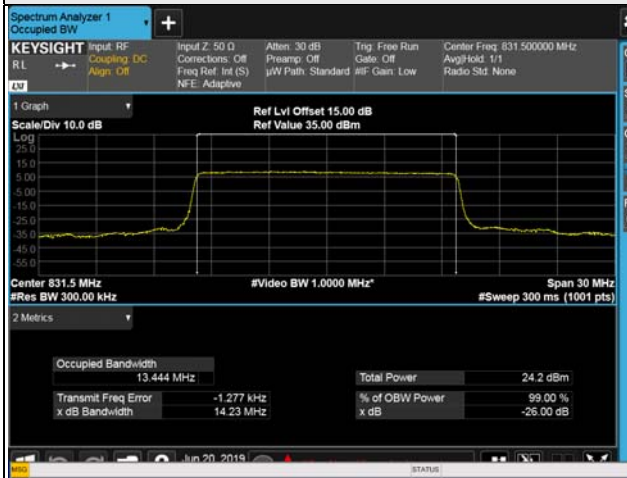 Spectrum Analyzer 1
Occupied BW
KEYSIGHT Input: RF Input Z: 50 Ω Atten: 30 dB Trig: Free Run Center Freq: 831.500000 MHz
RL Coupling: DC Corrections: Off Preamp: Off Gate: Off Avg|Hold: 1/1
Align: Off Freq Ref: Int (S) µW Path: Standard #IF Gain: Low Radio Std: None
LXI NFE: Adaptive
1 Graph
Ref Lvl Offset 15.00 dB
Scale/Div 10.0 dB Ref Value 35.00 dBm
Log
25.0
15.0
5.00
-5.00
-15.0
-25.0
-35.0
-45.0
-55.0
Center 831.5 MHz #Video BW 1.0000 MHz* Span 30 MHz
#Res BW 300.00 kHz #Sweep 300 ms (1001 pts)
2 Metrics
Occupied Bandwidth
13.444 MHz Total Power 24.2 dBm
Transmit Freq Error -1.277 kHz % of OBW Power 99.00 %
x dB Bandwidth 14.23 MHz x dB -26.00 dB
Jun 20, 2019
MSG STATUS